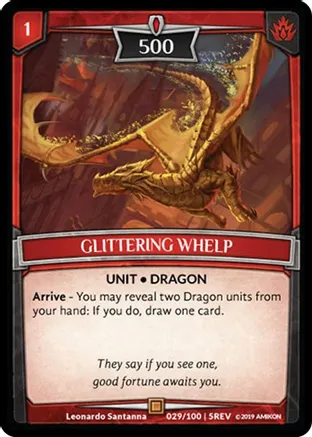 1
500
GLITTERING WHELP
UNIT • DRAGON
Arrive - You may reveal two Dragon units from
your hand: If you do, draw one card.
They say if you see one,
good fortune awaits you.
Leonardo Santanna 029/100 | 5REV ©2019 AMIKON